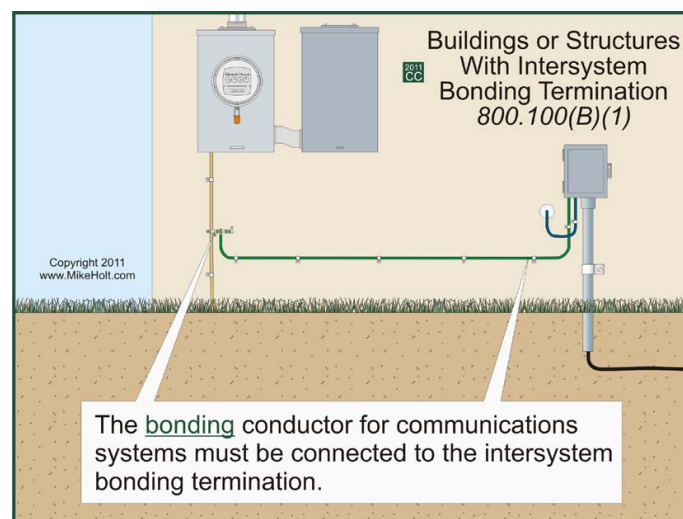 Buildings or Structures
With Intersystem
Bonding Termination
800.100(B)(1)
2011
CC
Copyright 2011
www.MikeHolt.com
The bonding conductor for communications
systems must be connected to the intersystem
bonding termination.